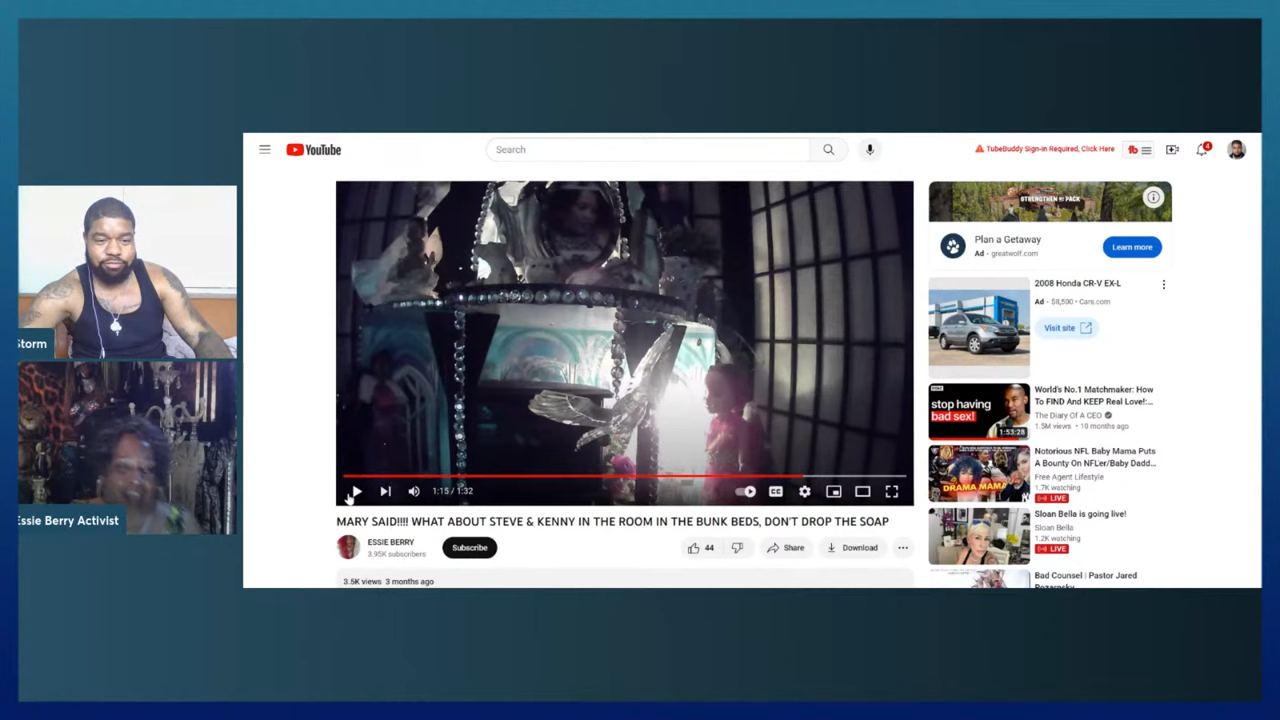 YouTube
Search
TubeBuddy Sign-in Required, Click Here
tb
4
STRENGTHEN THE PACK
Plan a Getaway
Ad • greatwolf.com
Learn more
2008 Honda CR-V EX-L
Ad • $8,590 • Cars.com
Visit site
stop having
bad sex!
1:53:28
World's No.1 Matchmaker: How
To FIND And KEEP Real Love!:...
The Diary Of A CEO
1.5M views • 10 months ago
DRAMA MAMA
Notorious NFL Baby Mama Puts
A Bounty On NFLer/Baby Dadd...
Free Agent Lifestyle
1.7K watching
LIVE
Sloan Bella is going live!
Sloan Bella
1.2K watching
LIVE
Bad Counsel | Pastor Jared
Storm
Essie Berry Activist
1:15 / 1:32
CC
MARY SAID!!!! WHAT ABOUT STEVE & KENNY IN THE ROOM IN THE BUNK BEDS, DON'T DROP THE SOAP
ESSIE BERRY
3.95K subscribers
Subscribe
44
Share
Download
3.5K views 3 months ago